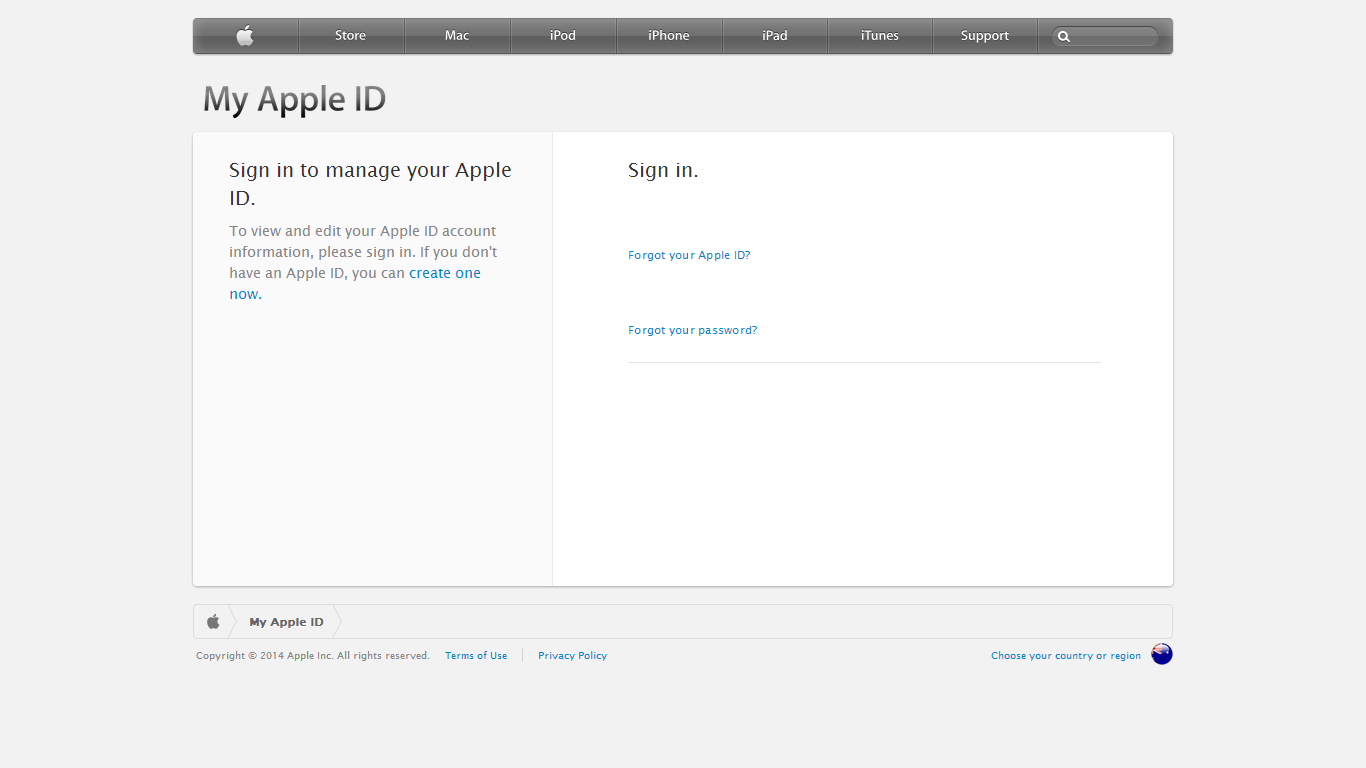 Store Mac iPod iPhone iPad iTunes Support
My Apple ID
Sign in to manage your Apple
ID.
To view and edit your Apple ID account
information, please sign in. If you don't
have an Apple ID, you can create one
now.
Sign in.
Forgot your Apple ID?
Forgot your password?
My Apple ID
Copyright © 2014 Apple Inc. All rights reserved. Terms of Use Privacy Policy Choose your country or region